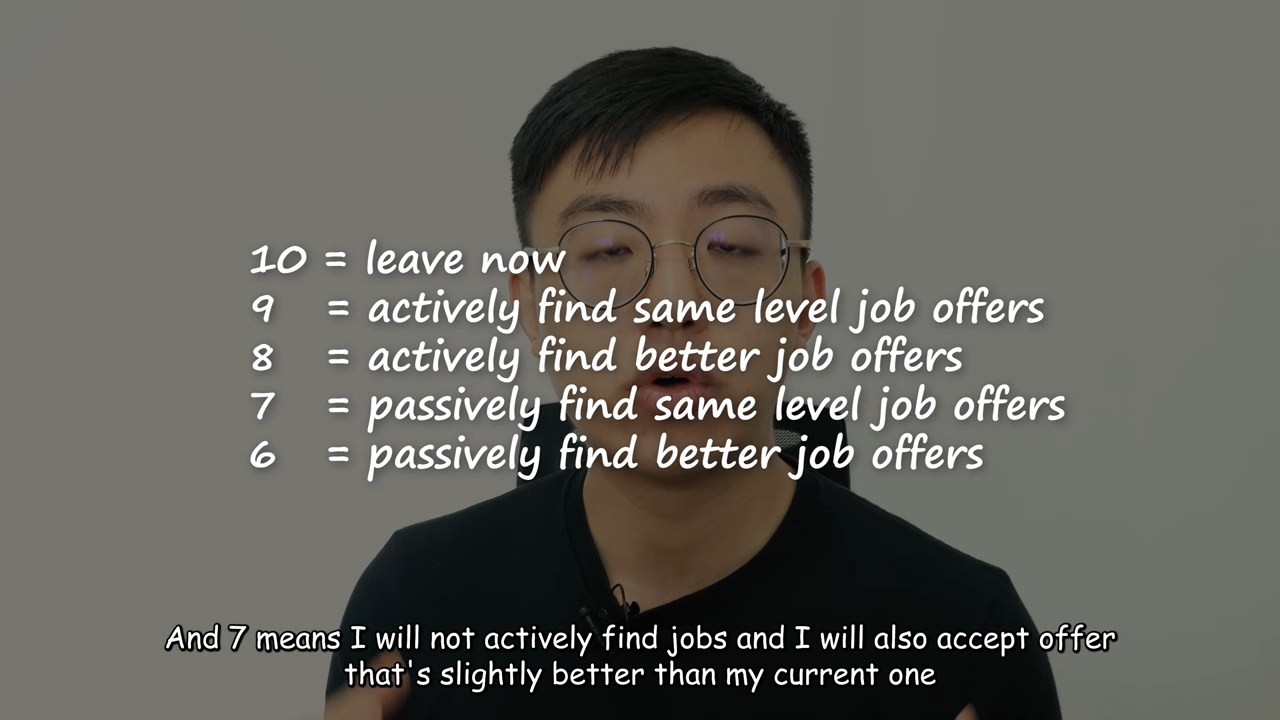 10 = leave now
9 = actively find same level job offers
8 = actively find better job offers
7 = passively find same level job offers
6 = passively find better job offers
And 7 means I will not actively find jobs and I will also accept offer
that's slightly better than my current one